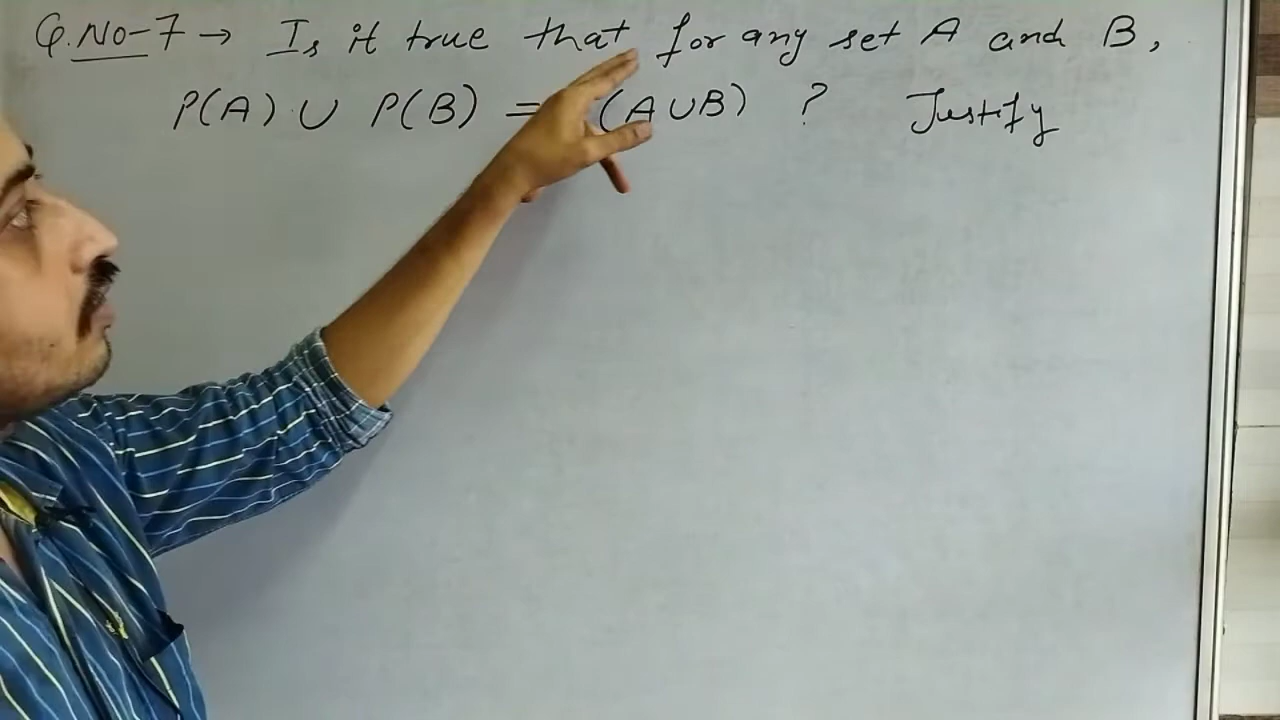 Q.No-7 → Is it true that for any set A and B,
P(A) ∪ P(B) = (A∪B) ? Justify